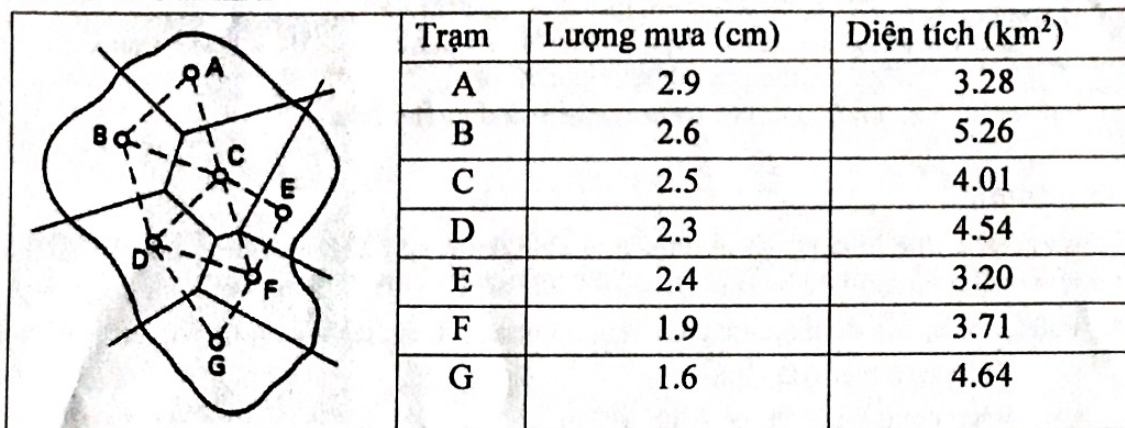 A
B
C
E
D
F
G
Trạm Lượng mưa (cm) Diện tích (km²)
A 2.9 3.28
B 2.6 5.26
C 2.5 4.01
D 2.3 4.54
E 2.4 3.20
F 1.9 3.71
G 1.6 4.64